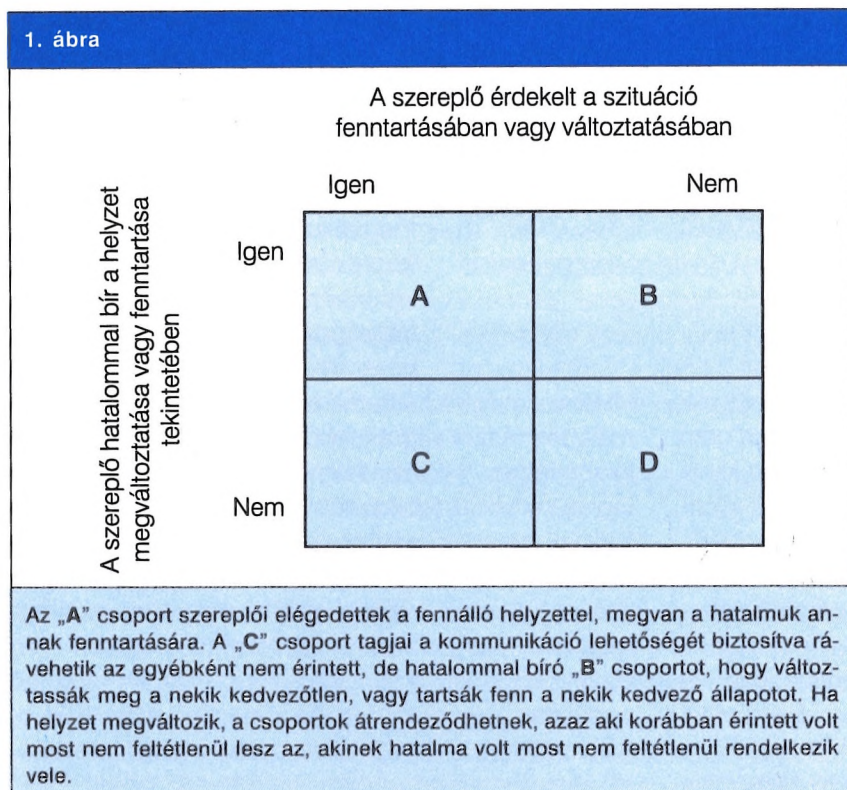 1. ábra
A szereplő érdekelt a szituáció
fenntartásában vagy változtatásában
Igen
Nem
A szereplő hatalommal bír a helyzet
megváltoztatása vagy fenntartása
tekintetében
Igen
A
B
C
D
Nem
Az „A” csoport szereplői elégedettek a fennálló helyzettel, megvan a hatalmuk an-
nak fenntartására. A „C” csoport tagjai a kommunikáció lehetőségét biztosítva rá-
vehetik az egyébként nem érintett, de hatalommal bíró „B” csoportot, hogy változ-
tassák meg a nekik kedvezőtlen, vagy tartsák fenn a nekik kedvező állapotot. Ha
helyzet megváltozik, a csoportok átrendeződhetnek, azaz aki korábban érintett volt
most nem feltétlenül lesz az, akinek hatalma volt most nem feltétlenül rendelkezik
vele.